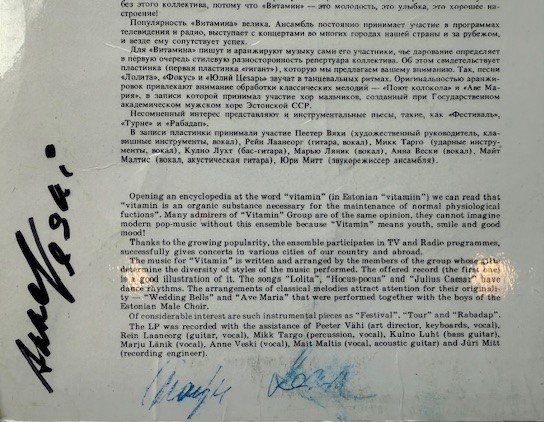 без этого коллектива, потому что «Витамин» — это молодость, это улыбка, это хорошее на-
строение!
Популярность «Витамина» велика. Ансамбль постоянно принимает участие в программах
телевидения и радио, выступает с концертами во многих городах нашей страны и за рубежом,
и везде ему сопутствует успех.
Для «Витамина» пишут и аранжируют музыку сами его участники, чье дарование определяет
в первую очередь стилевую разносторонность репертуара коллектива. Об этом свидетельствует
пластинка (первая пластинка «гигант»), которую мы предлагаем вашему вниманию. Так, песни
«Лолита», «Фокус» и «Юлий Цезарь» звучат в танцевальных ритмах. Оригинальностью аранжи-
ровок привлекают внимание обработки классических мелодий — «Поют колокола» и «Аве Ма-
рия», в записи которой принимал участие хор мальчиков, созданный при Государственном
академическом мужском хоре Эстонской ССР.
Несомненный интерес представляют и инструментальные пьесы, такие, как «Фестиваль»,
«Турне» и «Рабадап».
В записи пластинки принимали участие Пеетер Вяхи (художественный руководитель, кла-
вишные инструменты, вокал), Рейн Лаанеорг (гитара, вокал), Микк Тарго (ударные инстру-
менты, вокал), Кулно Лухт (бас-гитара), Марью Ляник (вокал), Анне Вески (вокал), Майт
Малтис (вокал, акустическая гитара), Юри Митт (звукорежиссер ансамбля).
Opening an encyclopedia at the word "vitamin" (in Estonian "vitamiin") we can read that
"vitamin is an organic substance necessary for the maintenance of normal physiological
fuctions". Many admirers of "Vitamin" Group are of the same opinion, they cannot imagine
modern pop-music without this ensemble because "Vitamin" means youth, smile and good
mood!
Thanks to the growing popularity, the ensemble participates in TV and Radio programmes,
successfully gives concerts in various cities of our country and abroad.
The music for "Vitamin" is written and arranged by the members of the group whose gifts
determine the diversity of styles of the music performed. The offered record (the first one)
is a good illustration of it. The songs "Lolita", "Hocus-pocus" and "Julius Caesar" have
dance rhythms. The arrangements of classical melodies attract attention for their originali-
ty — "Wedding Bells" and "Ave Maria" that were performed together with the boys of the
Estonian Male Choir.
Of considerable interest are such instrumental pieces as "Festival", "Tour" and "Rabadap".
The LP was recorded with the assistance of Peeter Vähi (art director, keyboards, vocal),
Rein Laaneorg (guitar, vocal), Mikk Targo (percussion, vocal), Kulno Luht (bass guitar),
Marju Länik (vocal), Anne Veski (vocal), Mait Maltis (vocal, acoustic guitar) and Jüri Mitt
(recording engineer).
Anne Veski